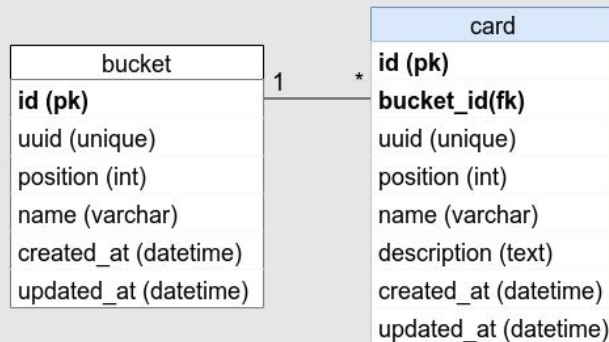 bucket
id (pk)
uuid (unique)
position (int)
name (varchar)
created_at (datetime)
updated_at (datetime)
1
*
card
id (pk)
bucket_id(fk)
uuid (unique)
position (int)
name (varchar)
description (text)
created_at (datetime)
updated_at (datetime)